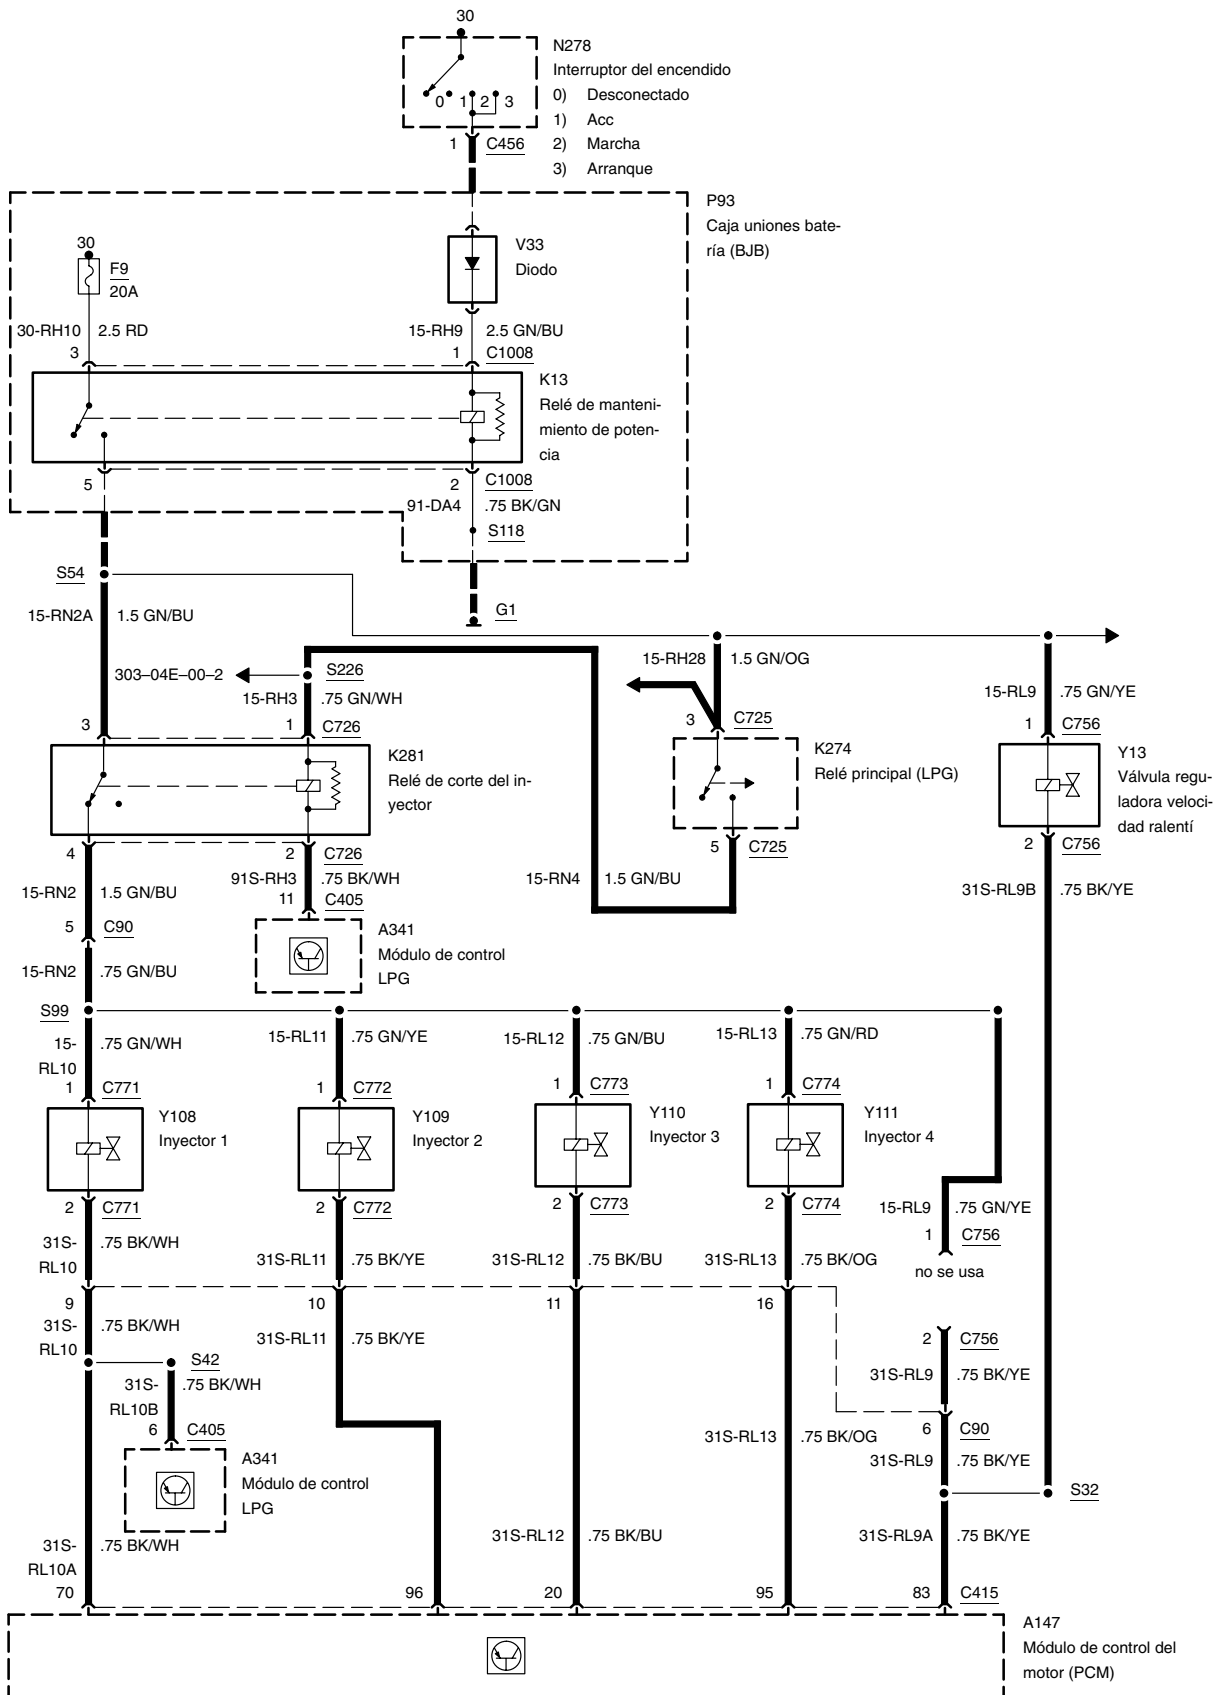 30
N278
Interruptor del encendido
0) Desconectado
1) Acc
2) Marcha
3) Arranque
0 1 2 3
1 C456
P93
Caja uniones bate-
ría (BJB)
30
F9
20A
V33
Diodo
30-RH10 2.5 RD
15-RH9 2.5 GN/BU
3
1 C1008
K13
Relé de manteni-
miento de poten-
cia
5
2 C1008
91-DA4 .75 BK/GN
S118
S54
G1
15-RN2A 1.5 GN/BU
303–04E–00–2
S226
15-RH3 .75 GN/WH
15-RH28 1.5 GN/OG
15-RL9 .75 GN/YE
3
1 C726
3 C725
1 C756
K281
Relé de corte del in-
yector
K274
Relé principal (LPG)
Y13
Válvula regu-
ladora veloci-
dad ralentí
4
2 C726
5 C725
2 C756
91S-RH3 .75 BK/WH
15-RN4 1.5 GN/BU
15-RN2 1.5 GN/BU
31S-RL9B .75 BK/YE
11 C405
5 C90
A341
Módulo de control
LPG
15-RN2 .75 GN/BU
S99
15-
RL10
.75 GN/WH
15-RL11 .75 GN/YE
15-RL12 .75 GN/BU
15-RL13 .75 GN/RD
1 C771
1 C772
1 C773
1 C774
Y108
Inyector 1
Y109
Inyector 2
Y110
Inyector 3
Y111
Inyector 4
2 C771
2 C772
2 C773
2 C774
15-RL9 .75 GN/YE
1 C756
no se usa
31S-
RL10
.75 BK/WH
31S-RL11 .75 BK/YE
31S-RL12 .75 BK/BU
31S-RL13 .75 BK/OG
9
10
11
16
31S-
RL10
.75 BK/WH
31S-RL11 .75 BK/YE
2 C756
S42
31S-RL9 .75 BK/YE
31S-
RL10B
.75 BK/WH
6 C405
31S-RL13 .75 BK/OG
6 C90
31S-RL9 .75 BK/YE
A341
Módulo de control
LPG
S32
31S-
RL10A
.75 BK/WH
31S-RL12 .75 BK/BU
31S-RL9A .75 BK/YE
70
96
20
95
83 C415
A147
Módulo de control del
motor (PCM)